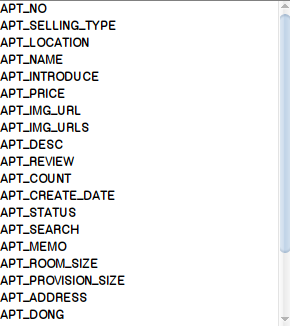 APT_NO
APT_SELLING_TYPE
APT_LOCATION
APT_NAME
APT_INTRODUCE
APT_PRICE
APT_IMG_URL
APT_IMG_URLS
APT_DESC
APT_REVIEW
APT_COUNT
APT_CREATE_DATE
APT_STATUS
APT_SEARCH
APT_MEMO
APT_ROOM_SIZE
APT_PROVISION_SIZE
APT_ADDRESS
APT_DONG